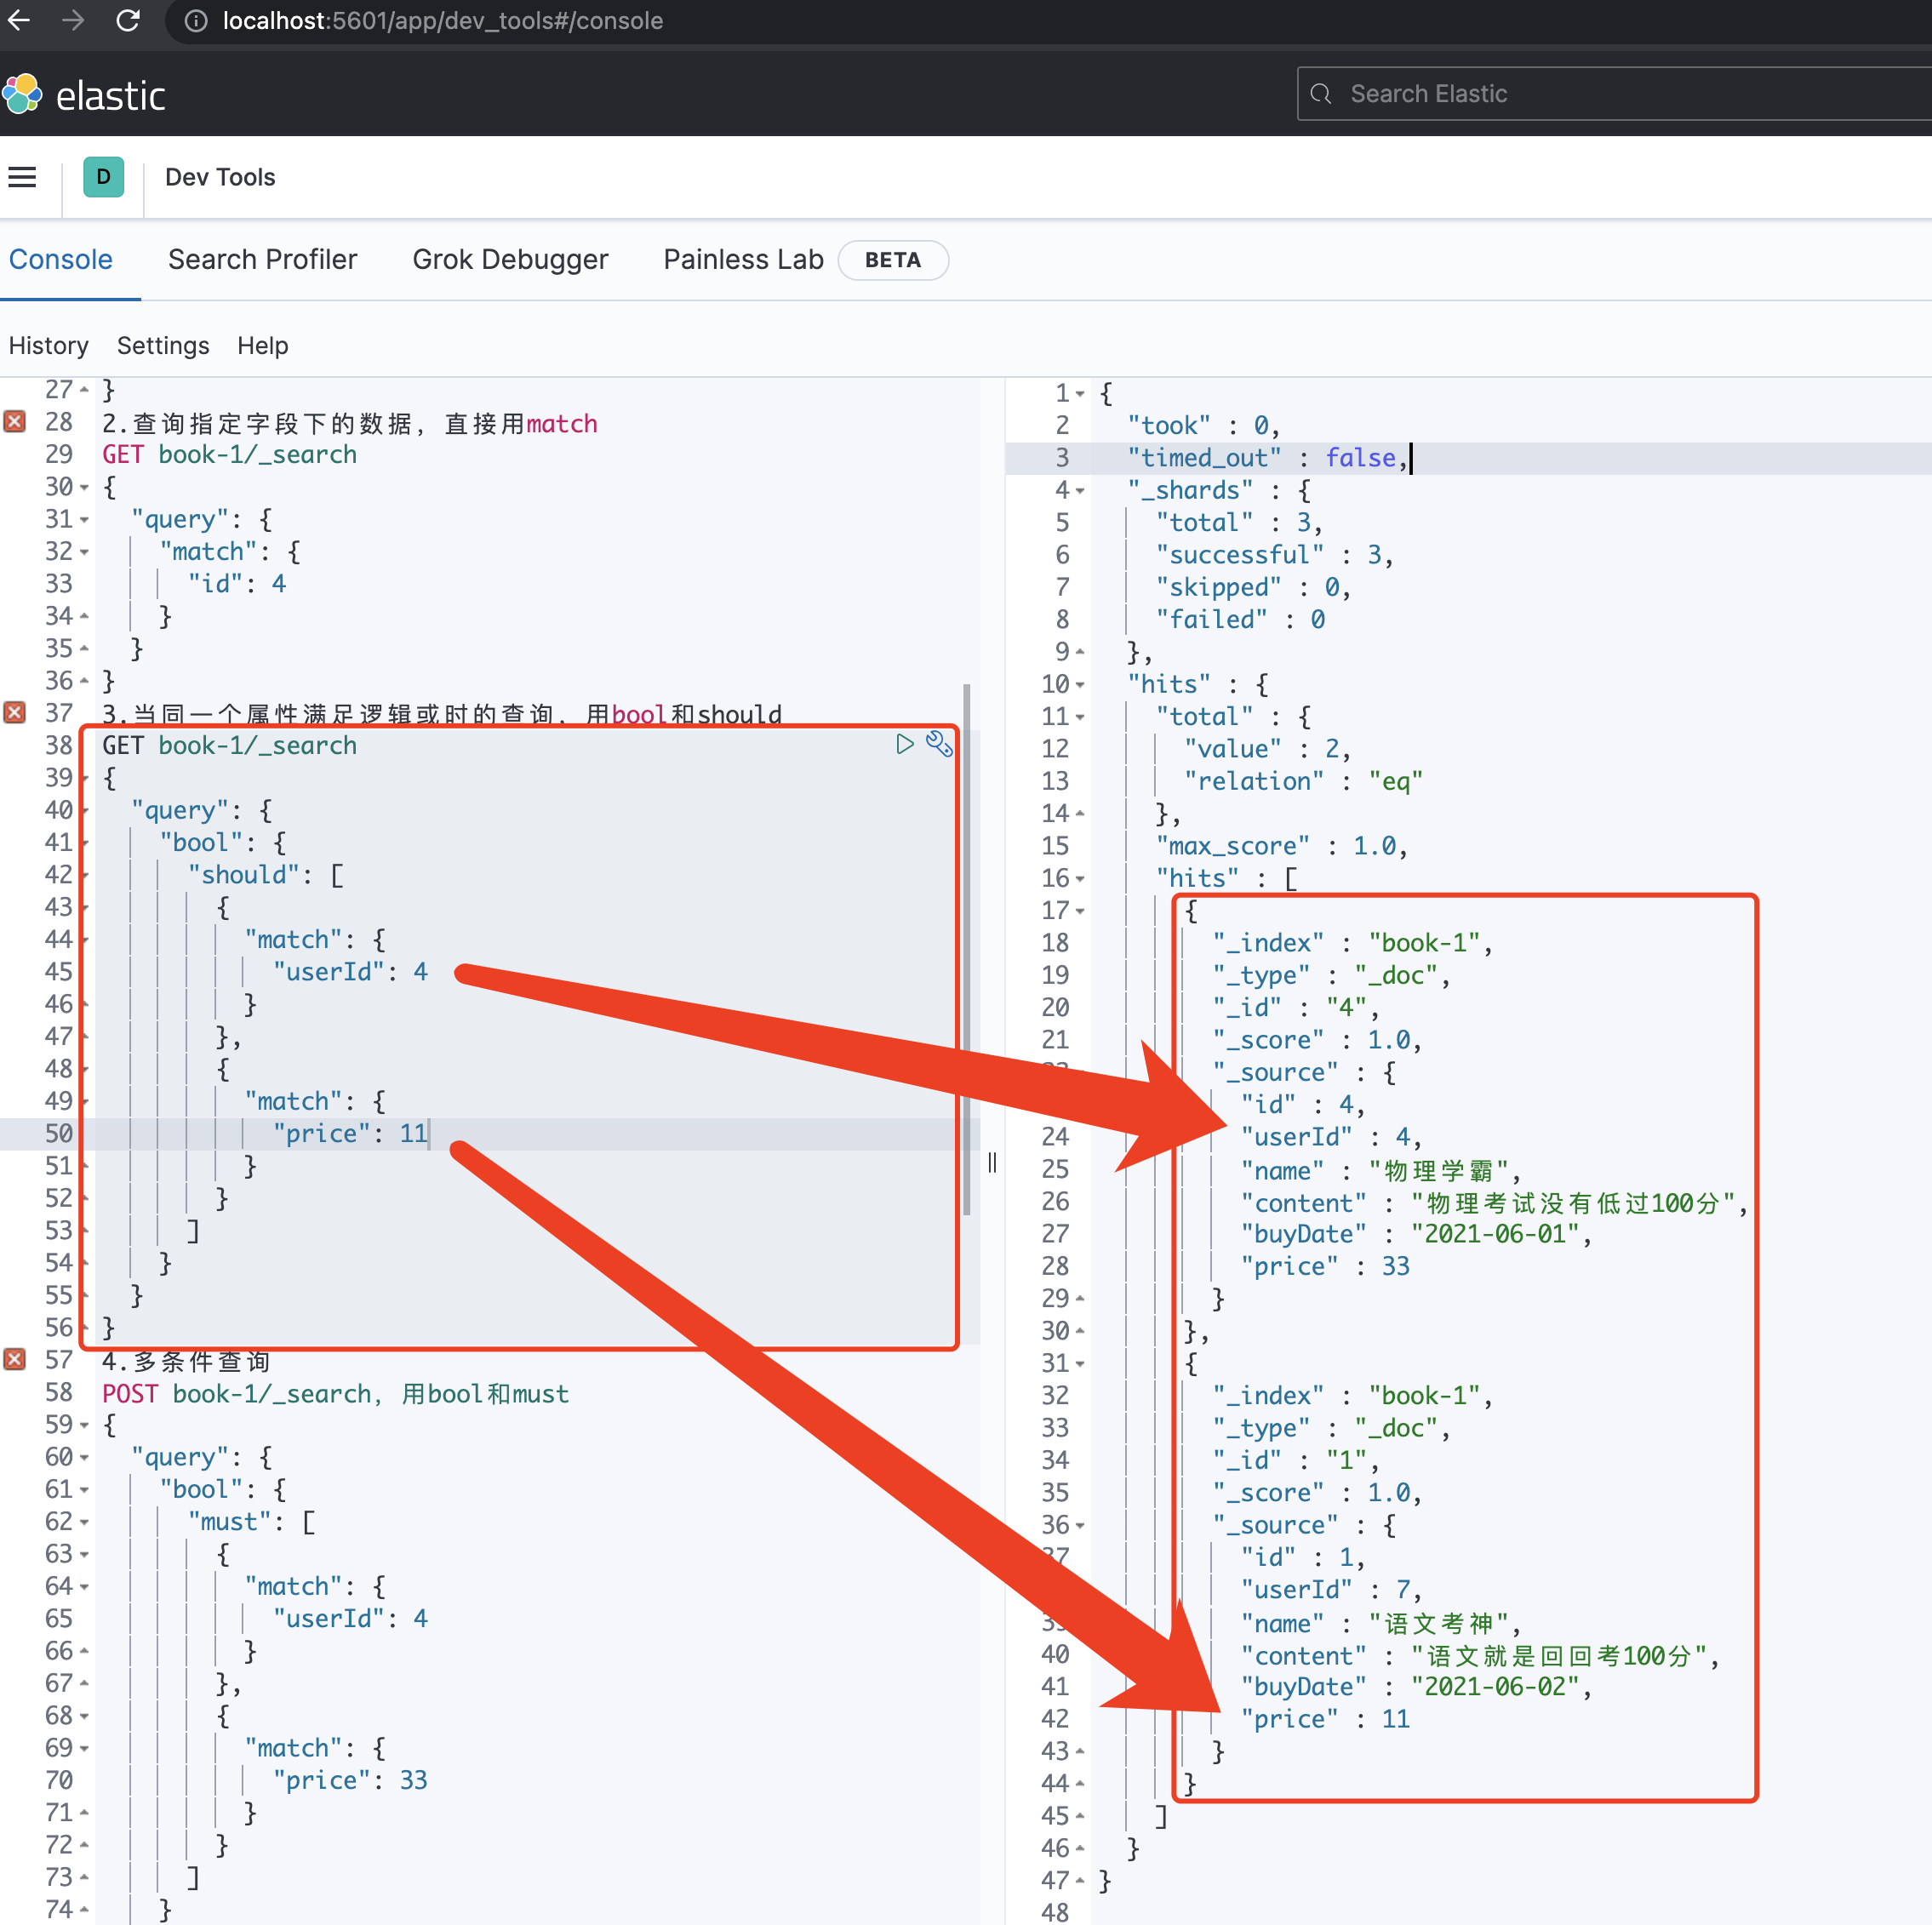 localhost:5601/app/dev_tools#/console
elastic
Search Elastic
D
Dev Tools
Console
Search Profiler
Grok Debugger
Painless Lab
BETA
History
Settings
Help
27 }
28 2.查询指定字段下的数据，直接用match
29 GET book-1/_search
30 {
31 "query": {
32 "match": {
33 "id": 4
34 }
35 }
36 }
37 3.当同一个属性满足逻辑或时的查询，用bool和should
38 GET book-1/_search
39 {
40 "query": {
41 "bool": {
42 "should": [
43 {
44 "match": {
45 "userId": 4
46 }
47 },
48 {
49 "match": {
50 "price": 11
51 }
52 }
53 ]
54 }
55 }
56 }
57 4.多条件查询
58 POST book-1/_search，用bool和must
59 {
60 "query": {
61 "bool": {
62 "must": [
63 {
64 "match": {
65 "userId": 4
66 }
67 },
68 {
69 "match": {
70 "price": 33
71 }
72 }
73 ]
74 }
1 {
2 "took" : 0,
3 "timed_out" : false,
4 "_shards" : {
5 "total" : 3,
6 "successful" : 3,
7 "skipped" : 0,
8 "failed" : 0
9 },
10 "hits" : {
11 "total" : {
12 "value" : 2,
13 "relation" : "eq"
14 },
15 "max_score" : 1.0,
16 "hits" : [
17 {
18 "_index" : "book-1",
19 "_type" : "_doc",
20 "_id" : "4",
21 "_score" : 1.0,
"_source" : {
"id" : 4,
24 "userId" : 4,
25 "name" : "物理学霸",
26 "content" : "物理考试没有低过100分",
27 "buyDate" : "2021-06-01",
28 "price" : 33
29 }
30 },
31 {
32 "_index" : "book-1",
33 "_type" : "_doc",
34 "_id" : "1",
35 "_score" : 1.0,
36 "_source" : {
37 "id" : 1,
"userId" : 7,
"name" : "语文考神",
40 "content" : "语文就是回回考100分",
41 "buyDate" : "2021-06-02",
42 "price" : 11
43 }
44 }
45 ]
46 }
47 }
48